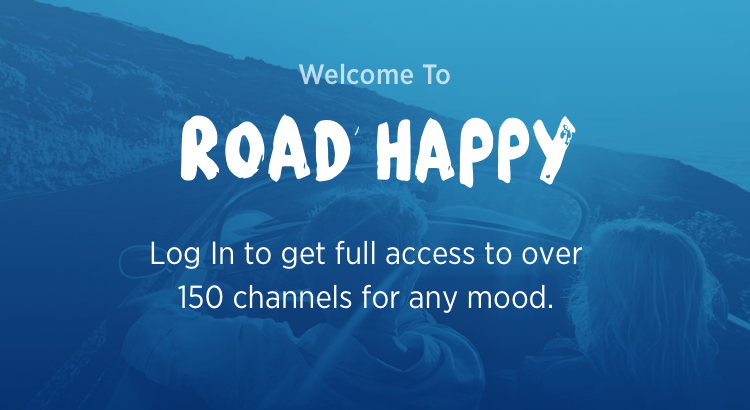 Welcome To
ROAD HAPPY
Log In to get full access to over
150 channels for any mood.